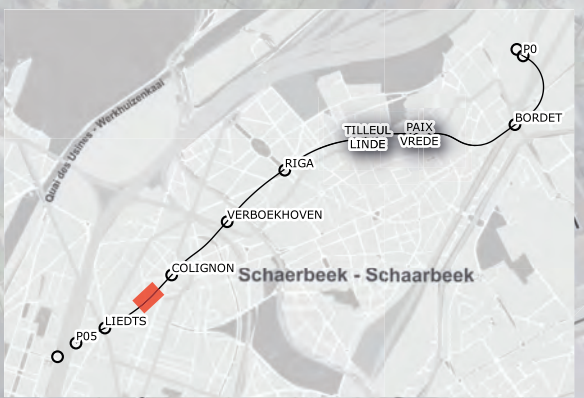 P0
BORDET
TILLEUL
LINDE
PAIX
VREDE
Quai des Usines - Werkhuizenkaai
RIGA
VERBOEKHOVEN
COLIGNON
Schaerbeek - Schaarbeek
LIEDTS
P05